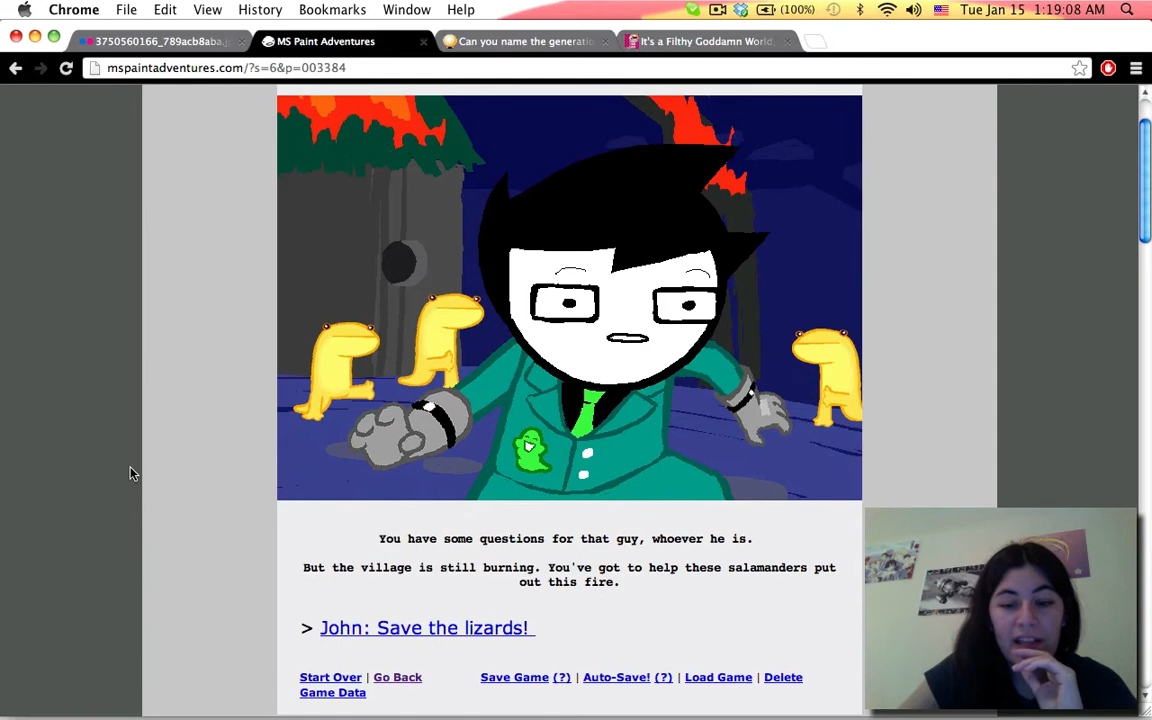 Chrome File Edit View History Bookmarks Window Help (100%) Tue Jan 15 1:19:08 AM
3750560166_789acb8aba.j MS Paint Adventures Can you name the generatio It's a Filthy Goddamn World
mspaintadventures.com/?s=6&p=003384
You have some questions for that guy, whoever he is.
But the village is still burning. You've got to help these salamanders put
out this fire.
> John: Save the lizards!
Start Over | Go Back Save Game (?) | Auto-Save! (?) | Load Game | Delete
Game Data